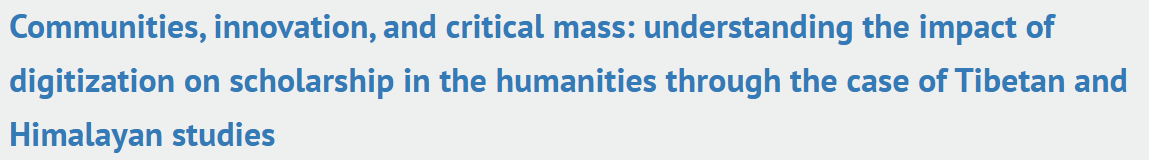 Communities, innovation, and critical mass: understanding the impact of
digitization on scholarship in the humanities through the case of Tibetan and
Himalayan studies